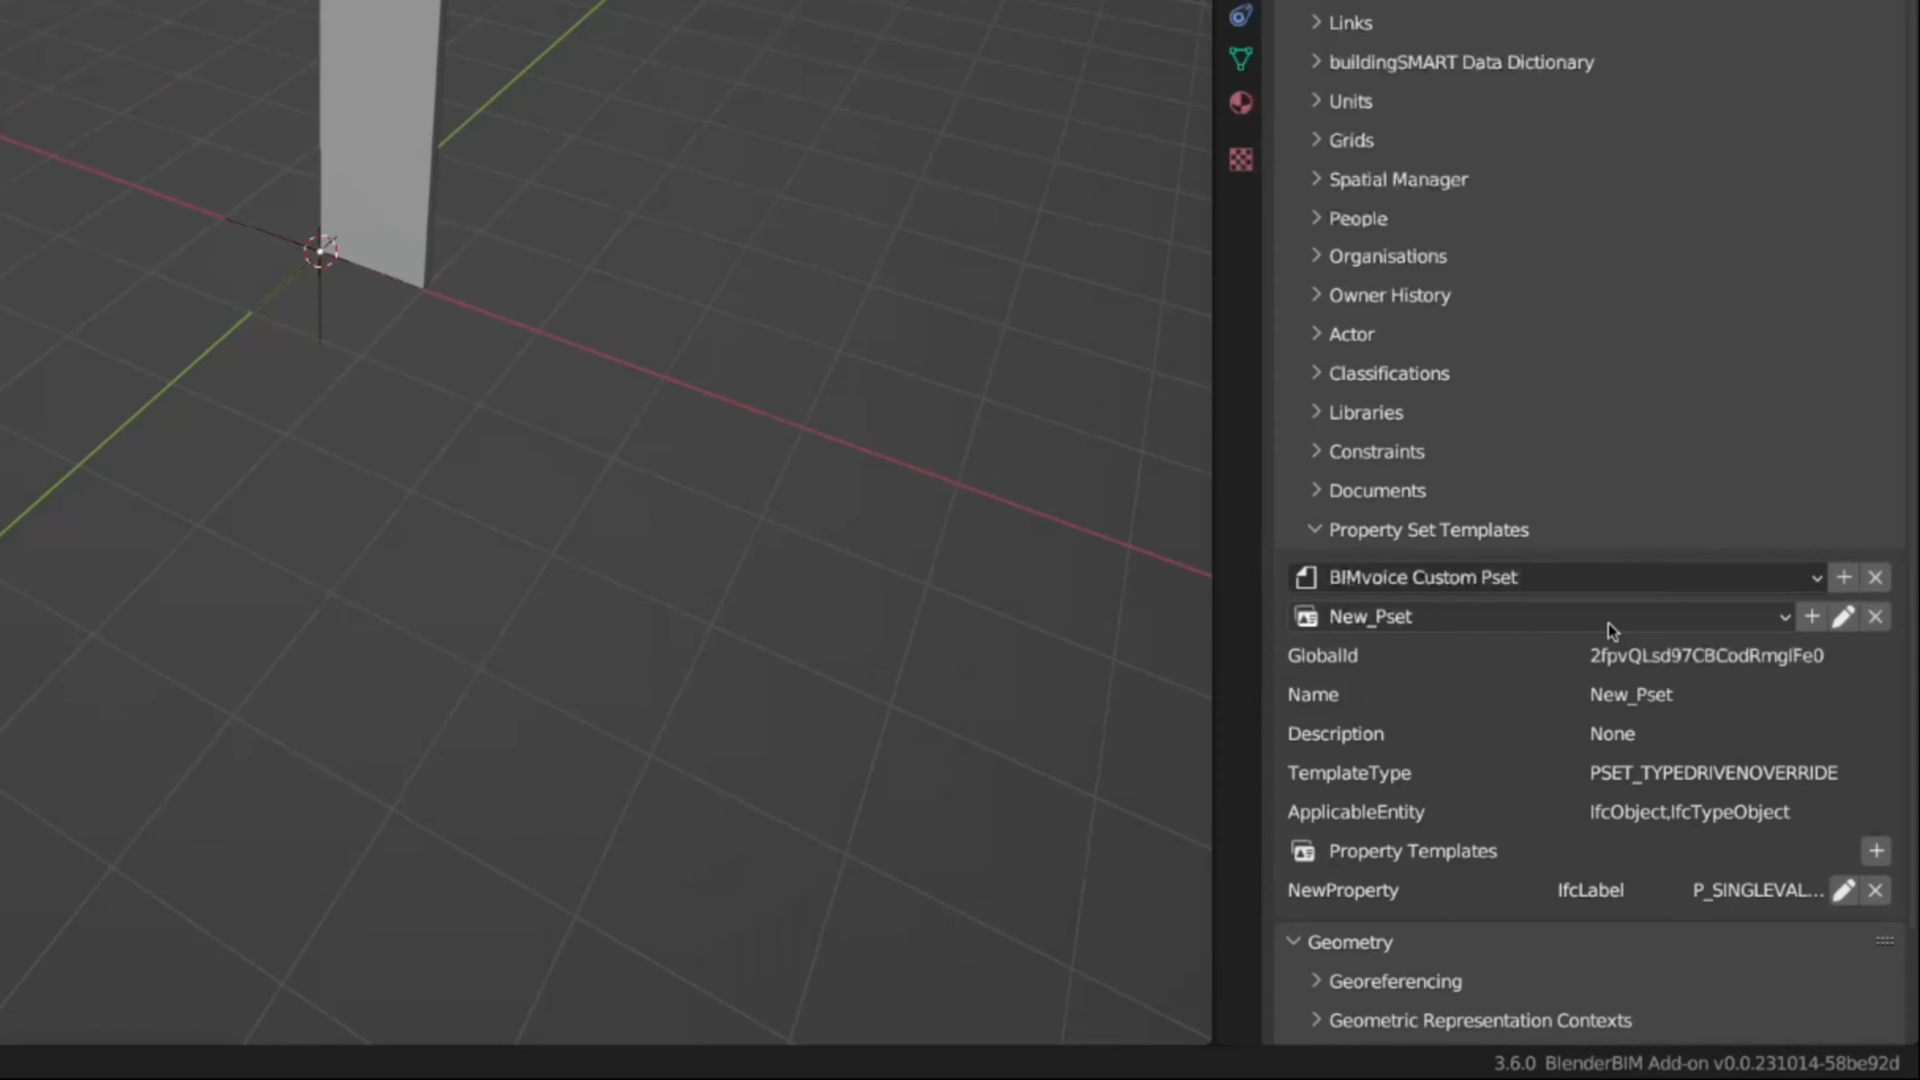 Links
buildingSMART Data Dictionary
Units
Grids
Spatial Manager
People
Organisations
Owner History
Actor
Classifications
Libraries
Constraints
Documents
Property Set Templates
BIMvoice Custom Pset
New_Pset
GlobalId 2fpvQLsd97CBCodRmgIFe0
Name New_Pset
Description None
TemplateType PSET_TYPEDRIVENOVERRIDE
ApplicableEntity IfcObject,IfcTypeObject
Property Templates
NewProperty IfcLabel P_SINGLEVAL...
Geometry
Georeferencing
Geometric Representation Contexts
3.6.0 BlenderBIM Add-on v0.0.231014-58be92d